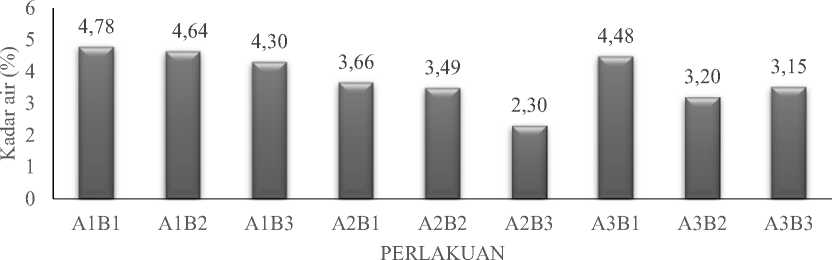 Kadar air (%)
6
5
4
3
2
1
0
4,78
4,64
4,30
3,66
3,49
2,30
4,48
3,20
3,15
A1B1
A1B2
A1B3
A2B1
A2B2
A2B3
A3B1
A3B2
A3B3
PERLAKUAN